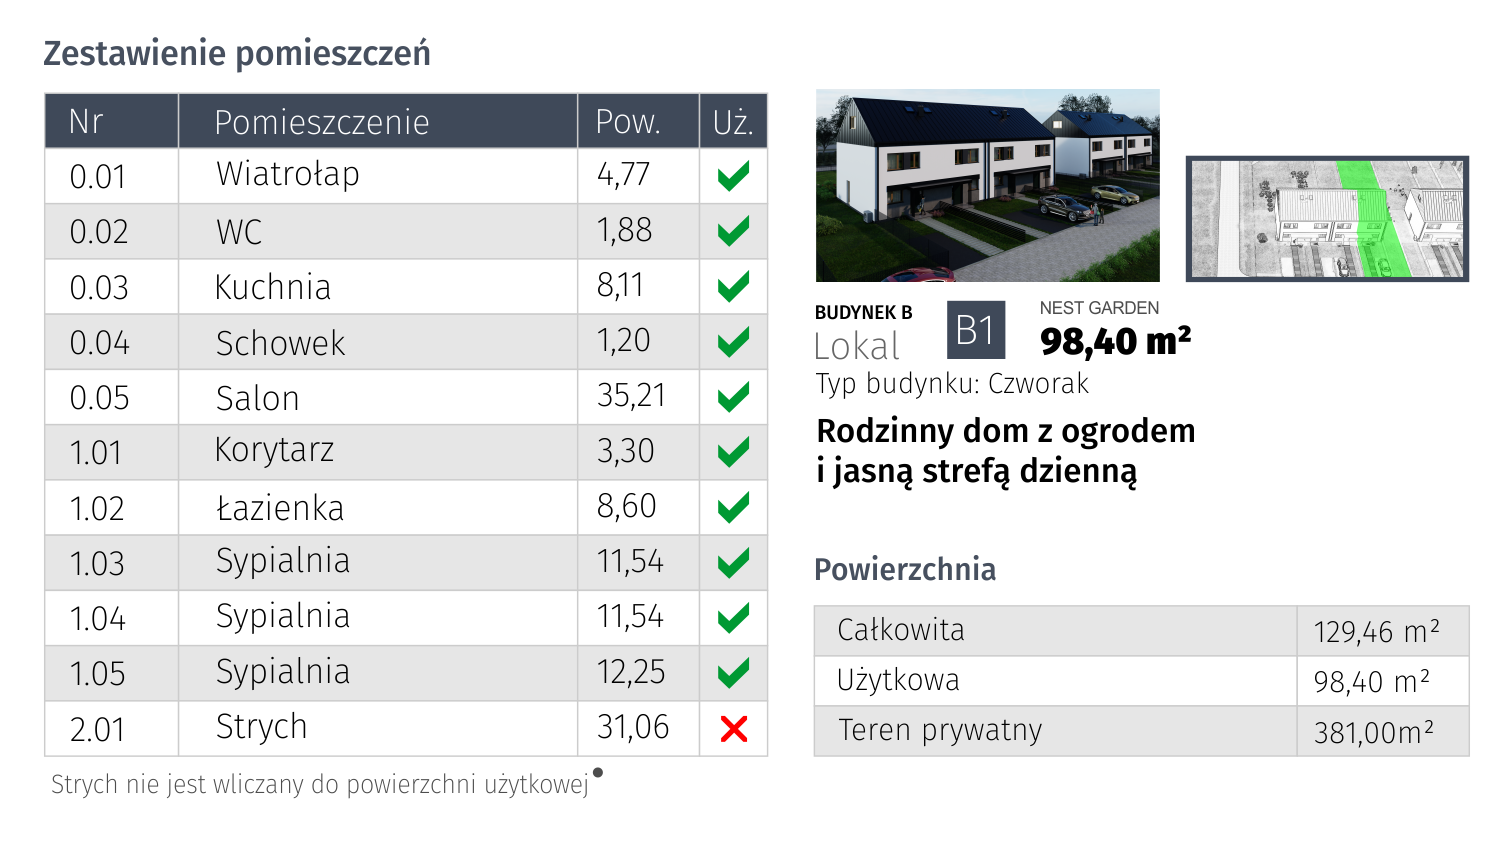 Zestawienie pomieszczeń
Nr Pomieszczenie Pow. Uż.
0.01 Wiatrołap 4,77
0.02 WC 1,88
0.03 Kuchnia 8,11
0.04 Schowek 1,20
0.05 Salon 35,21
1.01 Korytarz 3,30
1.02 Łazienka 8,60
1.03 Sypialnia 11,54
1.04 Sypialnia 11,54
1.05 Sypialnia 12,25
2.01 Strych 31,06
Strych nie jest wliczany do powierzchni użytkowej
BUDYNEK B
Lokal B1
NEST GARDEN
98,40 m²
Typ budynku: Czworak
Rodzinny dom z ogrodem
i jasną strefą dzienną
Powierzchnia
Całkowita 129,46 m²
Użytkowa 98,40 m²
Teren prywatny 381,00m²